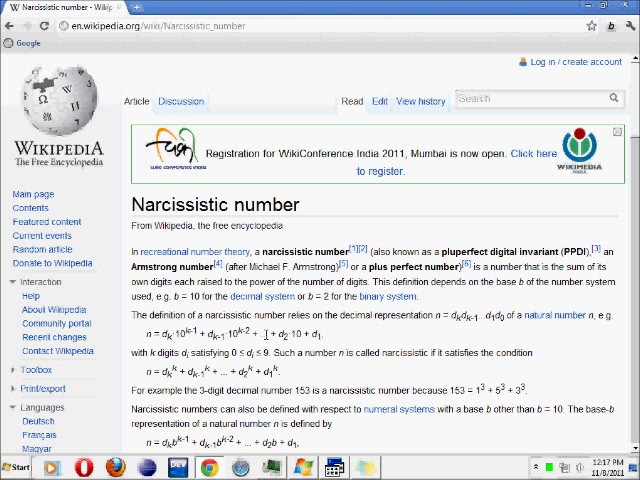 Narcissistic number - Wikip
en.wikipedia.org/wiki/Narcissistic_number
Google
Log in / create account
Article Discussion Read Edit View history Search
WIKIPEDIA
The Free Encyclopedia
Registration for WikiConference India 2011, Mumbai is now open. Click here
to register.
WIKI CONFERENCE INDIA
WIKIMEDIA
Main page
Contents
Featured content
Current events
Random article
Donate to Wikipedia
Interaction
Help
About Wikipedia
Community portal
Recent changes
Contact Wikipedia
Toolbox
Print/export
Languages
Deutsch
Français
Magyar
Narcissistic number
From Wikipedia, the free encyclopedia
In recreational number theory, a narcissistic number[1][2] (also known as a pluperfect digital invariant (PPDI),[3] an
Armstrong number[4] (after Michael F. Armstrong)[5] or a plus perfect number)[6] is a number that is the sum of its
own digits each raised to the power of the number of digits. This definition depends on the base b of the number system
used, e.g. b = 10 for the decimal system or b = 2 for the binary system.
The definition of a narcissistic number relies on the decimal representation n = dkdk-1...d1d0 of a natural number n, e.g.
n = dk·10k-1 + dk-1·10k-2 + ... + d2·10 + d1,
with k digits di satisfying 0 ≤ di ≤ 9. Such a number n is called narcissistic if it satisfies the condition
n = dkk + dk-1k + ... + d2k + d1k.
For example the 3-digit decimal number 153 is a narcissistic number because 153 = 13 + 53 + 33.
Narcissistic numbers can also be defined with respect to numeral systems with a base b other than b = 10. The base-b
representation of a natural number n is defined by
n = dkbk-1 + dk-1bk-2 + ... + d2b + d1,
Start
DEV
12:17 PM
11/8/2011